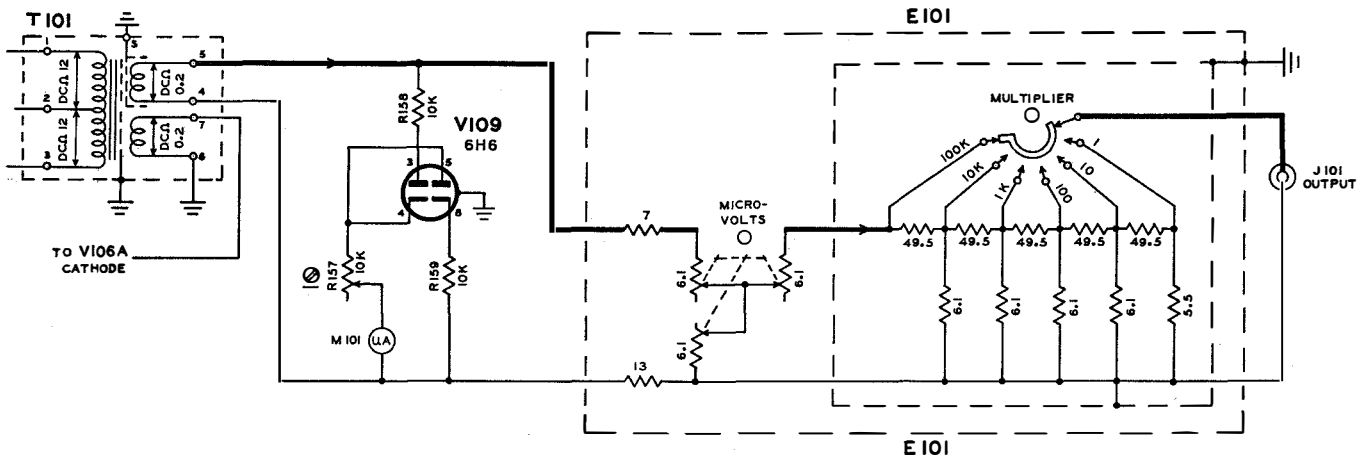 T101
E101
1
S
5
DCΩ 12
DCΩ 0.2
4
2
7
DCΩ 12
DCΩ 0.2
3
6
R158
10K
V109
6H6
3
5
4
8
TO V106A
CATHODE
R157
10K
R159
10K
M101
UA
7
MICRO-
VOLTS
6.1
6.1
6.1
13
MULTIPLIER
100K
10K
1K
100
10
1
49.5
49.5
49.5
49.5
49.5
6.1
6.1
6.1
6.1
5.5
J101
OUTPUT
E101